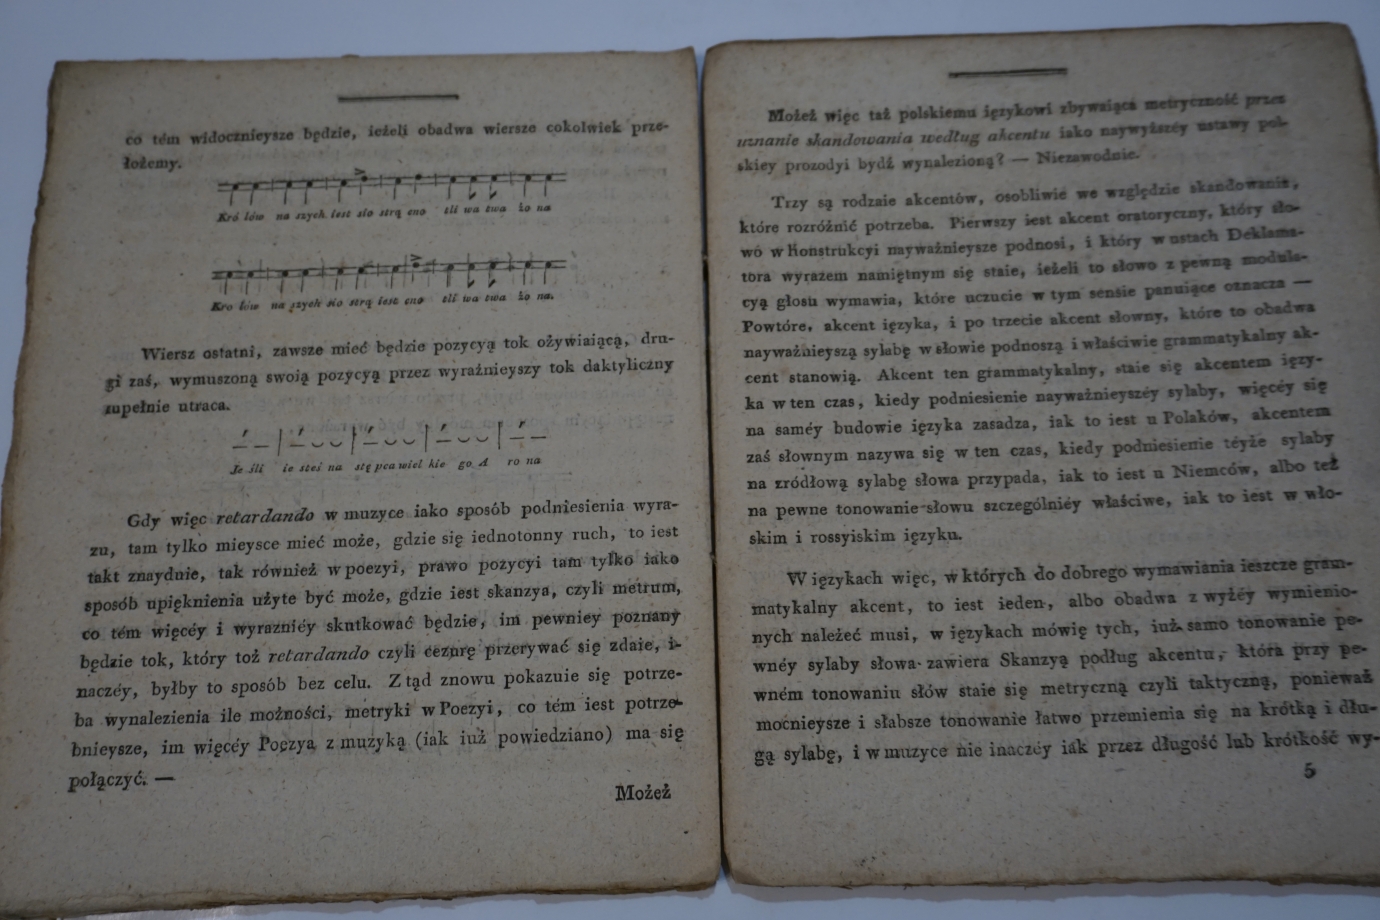 co tém widocznieysze będzie, ieżeli obadwa wiersze cokolwiek prze-
łożemy.
Kró lów na szych iest sio strą cno tli wa twa ło na
Kro lów na szych sio strą iest cno tli wa twa ło na.
Wiersz ostatni, zawsze mieć będzie pozycyą tok ożywiaiącą, dru-
gi zaś, wymuszoną swoią pozycyą przez wyraźnieyszy tok daktyliczny
zupełnie utraca.
Je śli ie steś na stę pca wiel kie go A ro na
Gdy więc retardando w muzyce iako sposób podniesienia wyra-
zu, tam tylko mieysce mieć może, gdzie się iednotonny ruch, to iest
takt znaydnie, tak również w poezyi, prawo pozycyi tam tylko iako
sposób upięknienia użyte być może, gdzie iest skanzya, czyli metrum,
co tém więcéy i wyrazniéy skutkować będzie, im pewniey poznany
będzie tok, który toż retardando czyli cezurę przerywać się zdaie, i-
naczéy, byłby to sposób bez celu. Ztąd znowu pokazuie się potrze-
ba wynalezienia ile możności, metryki w Poezyi, co tém iest potrze-
bnieysze, im więcéy Poezya z muzyką (iak iuż powiedziano) ma się
połączyć. —
Możeż
Możeż więc taż polskiemu ięzykowi zbywaiąca metryczność przez
uznanie skandowania według akcentu iako naywyższéy ustawy pol-
skiey prozodyi bydź wynalezioną? — Niezawodnie.
Trzy są rodzaie akcentów, osobliwie we względzie skandowania,
które rozróżnić potrzeba. Pierwszy iest akcent oratoryczny, który sło-
wo w Konstrukcyi nayważnieysze podnosi, i który w ustach Deklama-
tora wyrazem namiętnym się staie, ieżeli to słowo z pewną modula-
cyą głosu wymawia, które uczucie w tym sensie panuiące oznacza —
Powtóre, akcent ięzyka, i po trzecie akcent słowny, które to obadwa
nayważnieyszą sylabę w słowie podnoszą i właściwie grammatykalny ak-
cent stanowią. Akcent ten grammatykalny, staie się akcentem ięzy-
ka w ten czas, kiedy podniesienie nayważnieyszéy sylaby, więcéy się
na saméy budowie ięzyka zasadza, iak to iest u Polaków, akcentem
zaś słownym nazywa się w ten czas, kiedy podniesienie téyże sylaby
na zródłową sylabę słowa przypada, iak to iest u Niemców, albo też
na pewne tonowanie słowu szczególniéy właściwe, iak to iest w wło-
skim i rossyiskim ięzyku.
W ięzykach więc, w których do dobrego wymawiania ieszcze gram-
matykalny akcent, to iest ieden, albo obadwa z wyżéy wymienio-
nych należeć musi, w ięzykach mówię tych, iuż samo tonowanie pe-
wnéy sylaby słowa zawiera Skanzyą podług akcentu, która przy pe-
wném tonowaniu słów staie się metryczną czyli taktyczną, ponieważ
mocnieysze i słabsze tonowanie łatwo przemienia się na krótką i dłu-
gą sylabę, i w muzyce nie inaczéy iak przez długość lub krótkość wy-
5